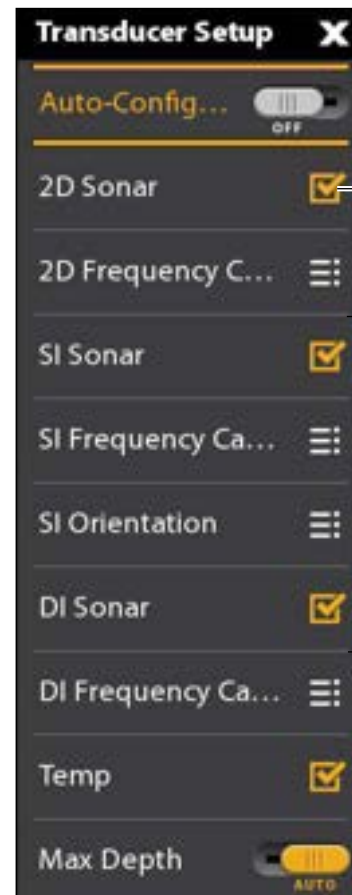 Transducer Setup X
Auto-Config...
OFF
2D Sonar
2D Frequency C...
SI Sonar
SI Frequency Ca...
SI Orientation
DI Sonar
DI Frequency Ca...
Temp
Max Depth
AUTO